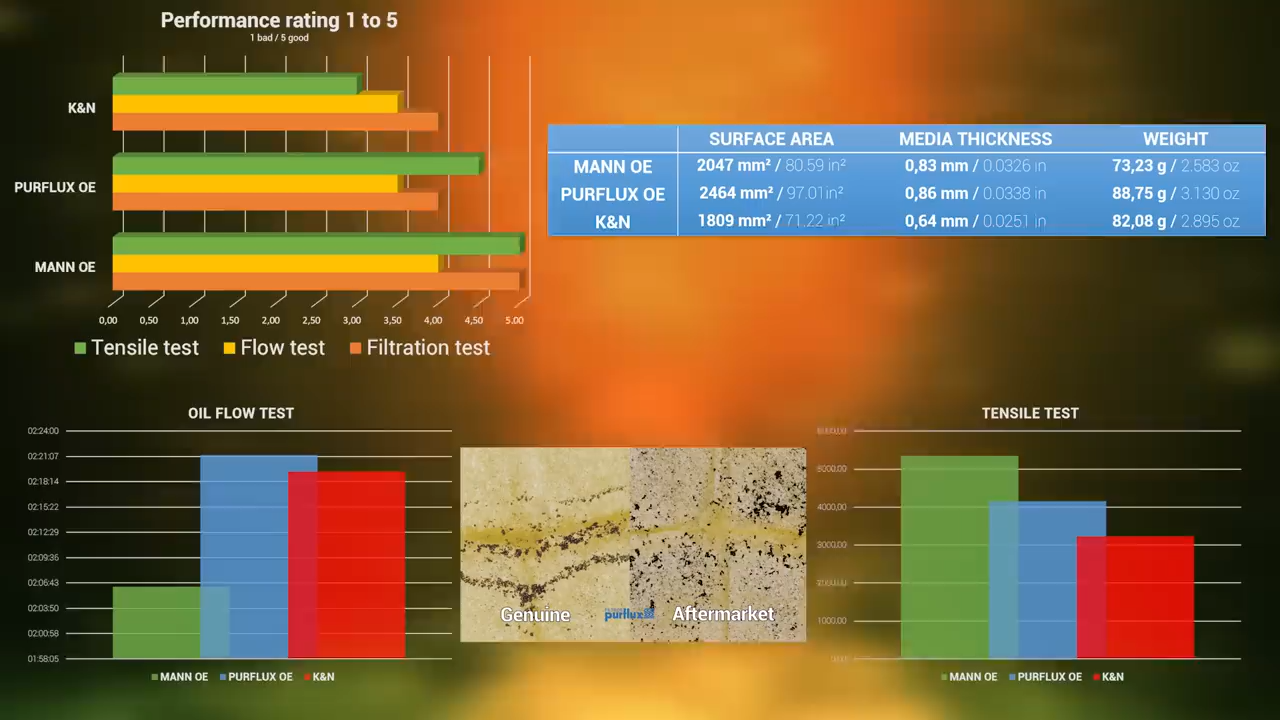 Performance rating 1 to 5
1 bad / 5 good
K&N
PURFLUX OE
MANN OE
0,00 0,50 1,00 1,50 2,00 2,50 3,00 3,50 4,00 4,50 5.00
Tensile test Flow test Filtration test
SURFACE AREA MEDIA THICKNESS WEIGHT
MANN OE 2047 mm² / 80.59 in² 0,83 mm / 0.0326 in 73,23 g / 2.583 oz
PURFLUX OE 2464 mm² / 97.01in² 0,86 mm / 0.0338 in 88,75 g / 3.130 oz
K&N 1809 mm² / 71.22 in² 0,64 mm / 0.0251 in 82,08 g / 2.895 oz
OIL FLOW TEST
02:24:00
02:21:07
02:18:14
02:15:22
02:12:29
02:09:36
02:06:43
02:03:50
02:00:58
01:58:05
MANN OE PURFLUX OE K&N
Genuine purflux Aftermarket
TENSILE TEST
6000,00
5000,00
4000,00
3000,00
2000,00
1000,00
0,00
MANN OE PURFLUX OE K&N